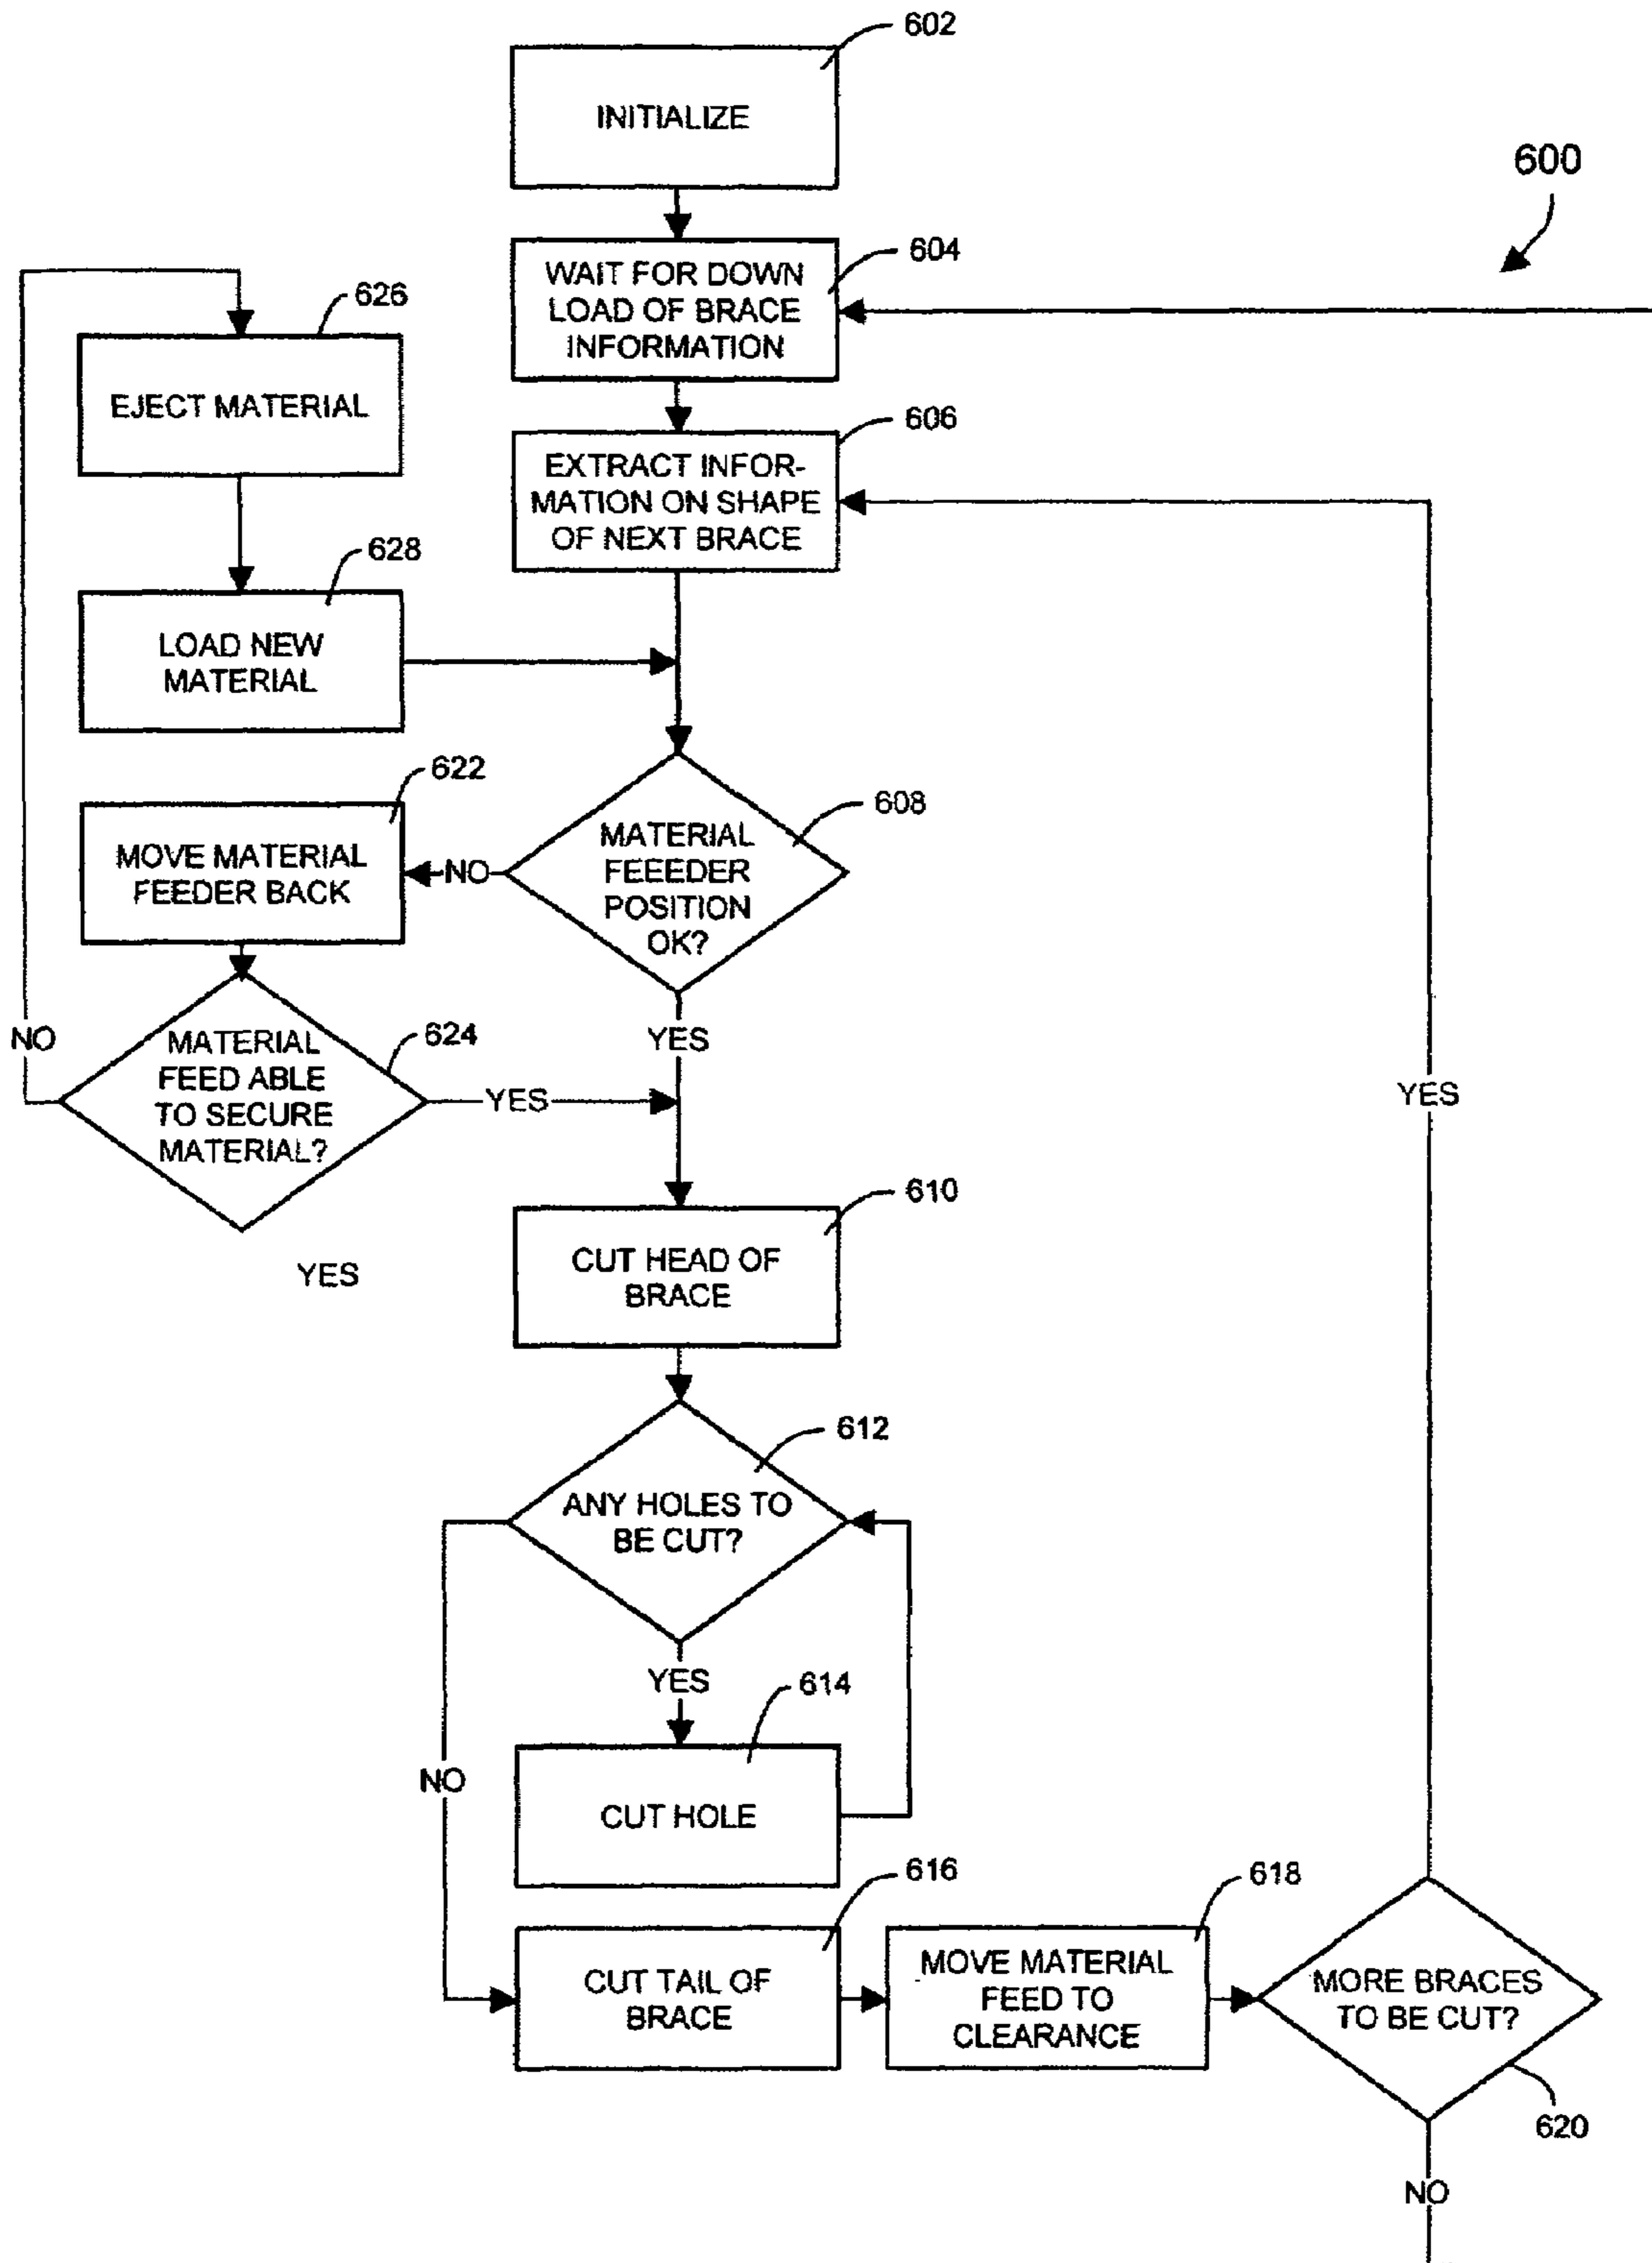 602
INITIALIZE
600
604
WAIT FOR DOWN
LOAD OF BRACE
INFORMATION
626
EJECT MATERIAL
606
EXTRACT INFOR-
MATION ON SHAPE
OF NEXT BRACE
628
LOAD NEW
MATERIAL
622
MOVE MATERIAL
FEEDER BACK
NO
608
MATERIAL
FEEEDER
POSITION
OK?
YES
NO
624
MATERIAL
FEED ABLE
TO SECURE
MATERIAL?
YES
YES
YES
610
CUT HEAD OF
BRACE
612
ANY HOLES TO
BE CUT?
YES
614
NO
CUT HOLE
616
CUT TAIL OF
BRACE
618
MOVE MATERIAL
FEED TO
CLEARANCE
MORE BRACES
TO BE CUT?
620
NO